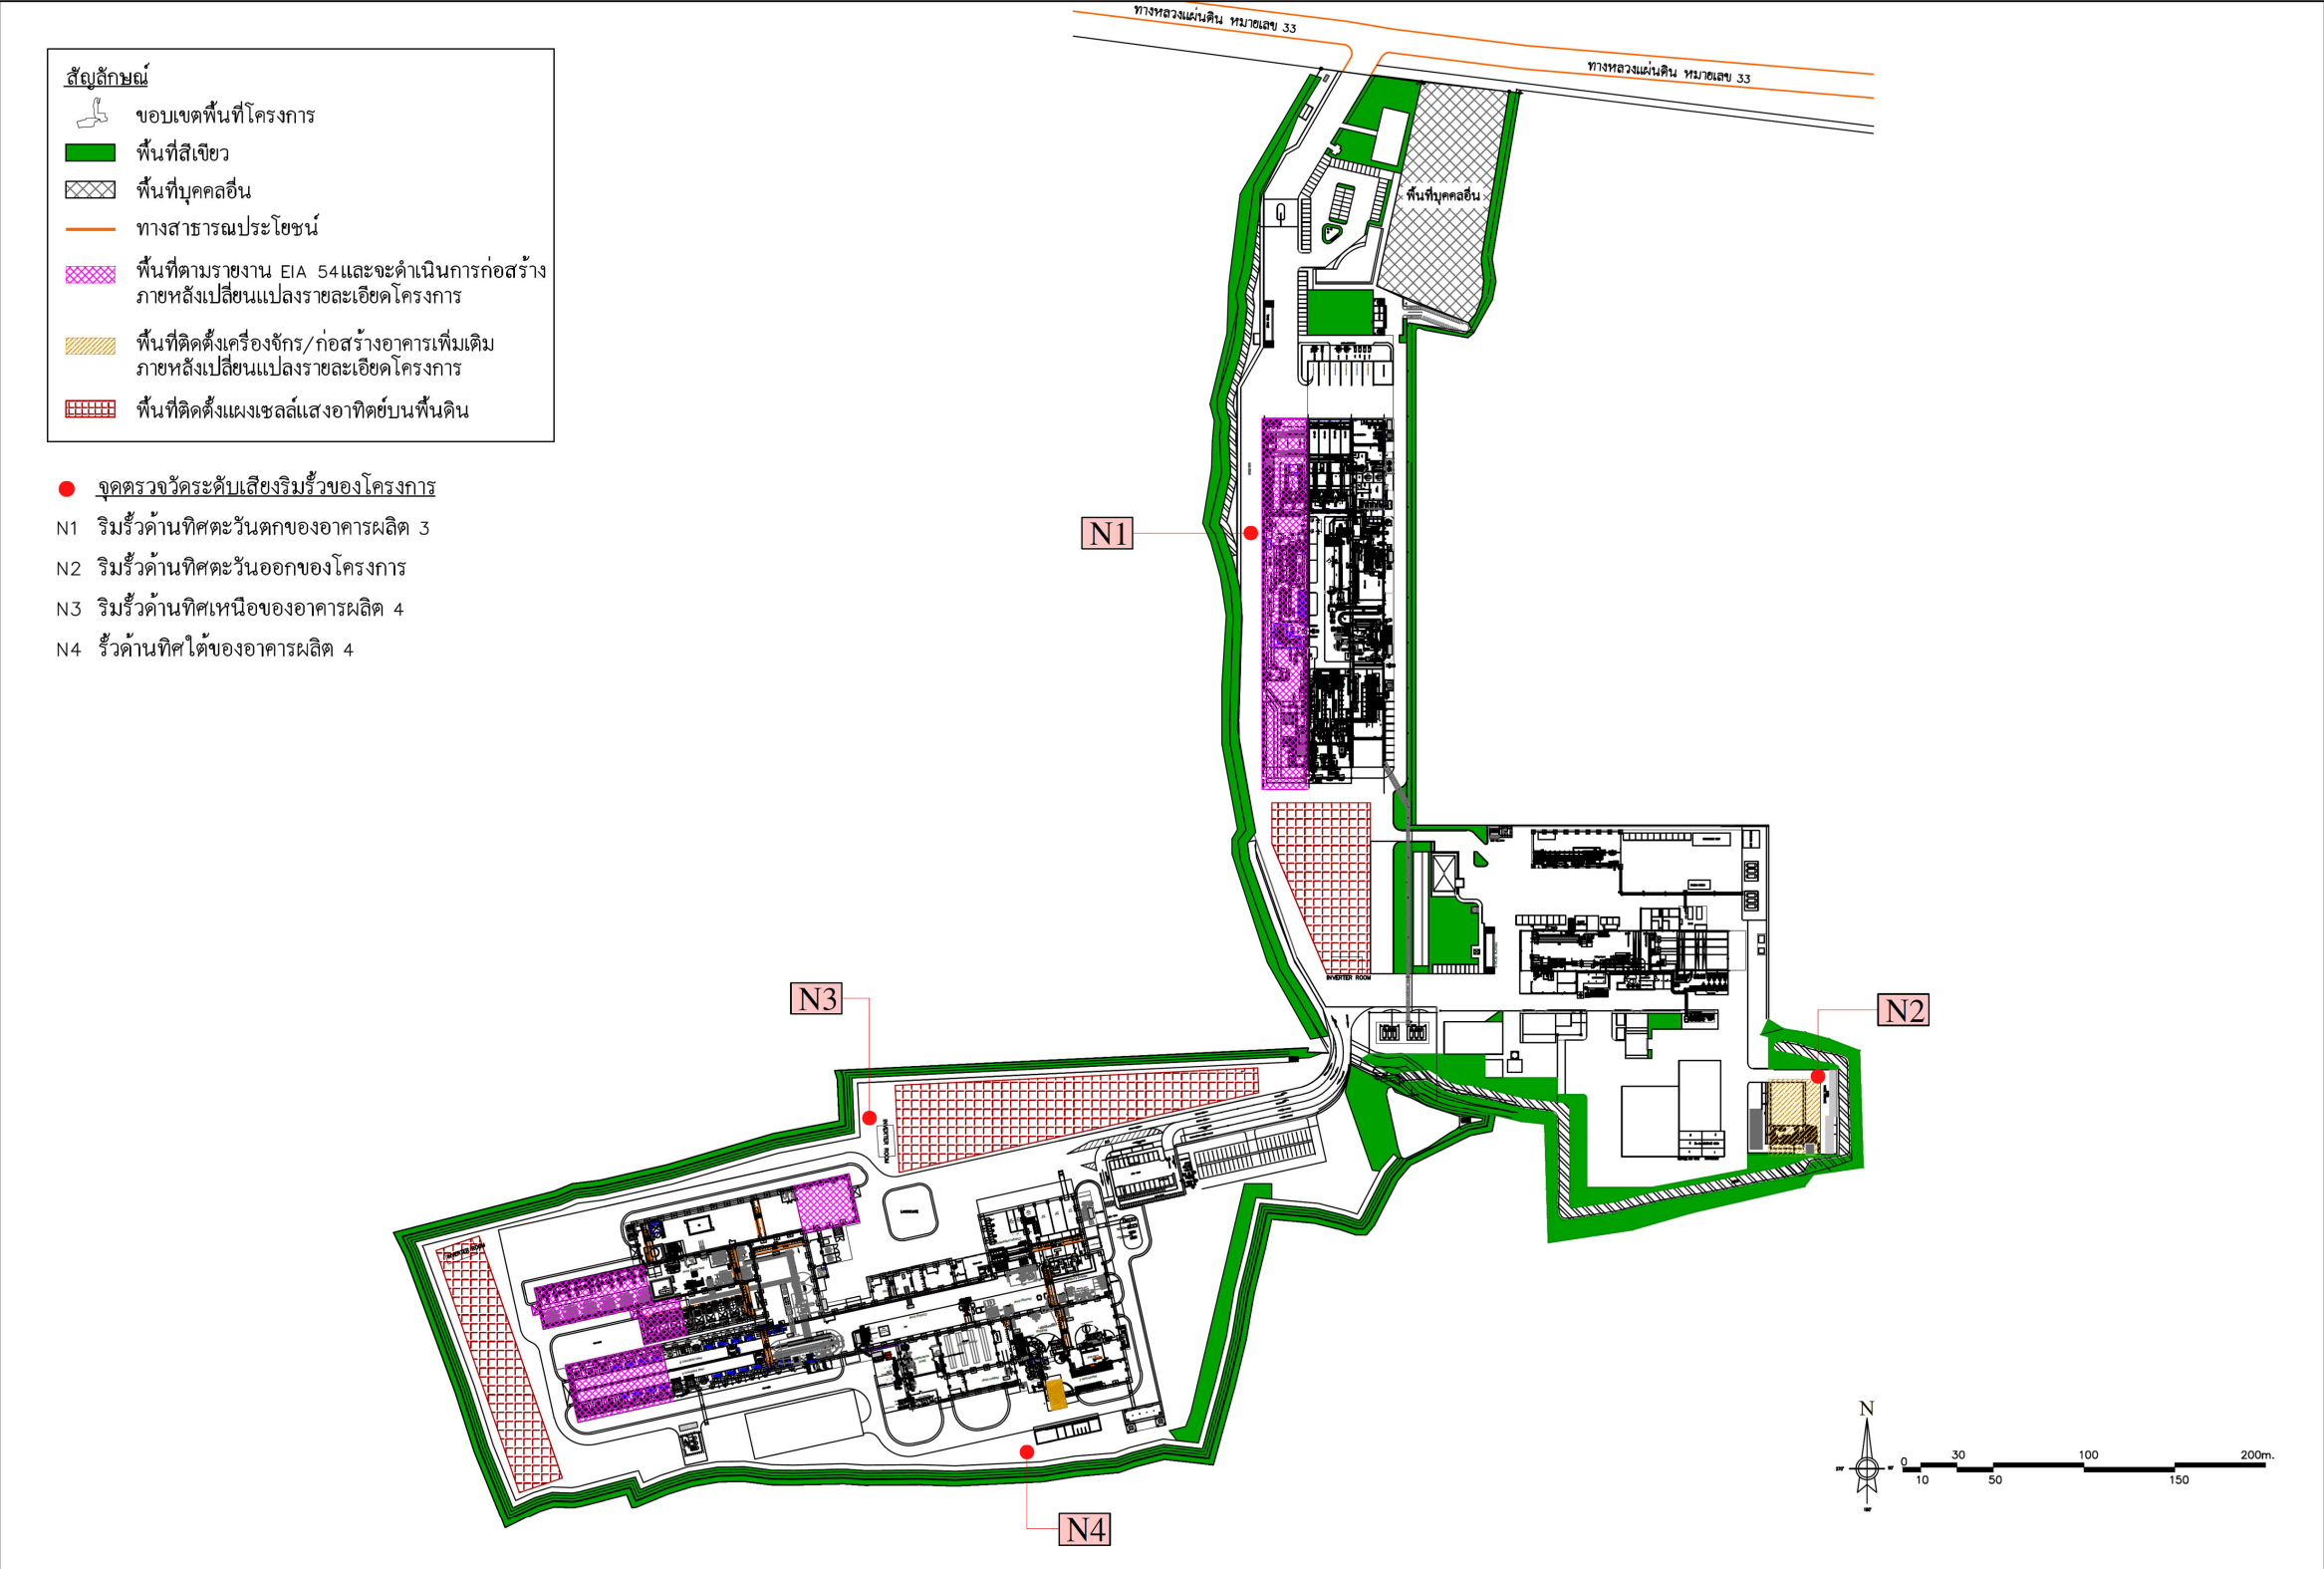 ทางหลวงแผ่นดิน หมายเลข 33
ทางหลวงแผ่นดิน หมายเลข 33
สัญลักษณ์
ขอบเขตพื้นที่โครงการ
พื้นที่สีเขียว
พื้นที่บุคคลอื่น
ทางสาธารณประโยชน์
พื้นที่ตามรายงาน EIA 54และจะดำเนินการก่อสร้าง
ภายหลังเปลี่ยนแปลงรายละเอียดโครงการ
พื้นที่ติดตั้งเครื่องจักร/ก่อสร้างอาคารเพิ่มเติม
ภายหลังเปลี่ยนแปลงรายละเอียดโครงการ
พื้นที่ติดตั้งแผงเซลล์แสงอาทิตย์บนพื้นดิน
จุดตรวจวัดระดับเสียงริมรั้วของโครงการ
N1 ริมรั้วด้านทิศตะวันตกของอาคารผลิต 3
N2 ริมรั้วด้านทิศตะวันออกของโครงการ
N3 ริมรั้วด้านทิศเหนือของอาคารผลิต 4
N4 รั้วด้านทิศใต้ของอาคารผลิต 4
พื้นที่บุคคลอื่น
N1
INVERTER ROOM
N3
N2
INVERTER ROOM
INVERTER ROOM
N4
N
0 30 100 200m.
10 50 150